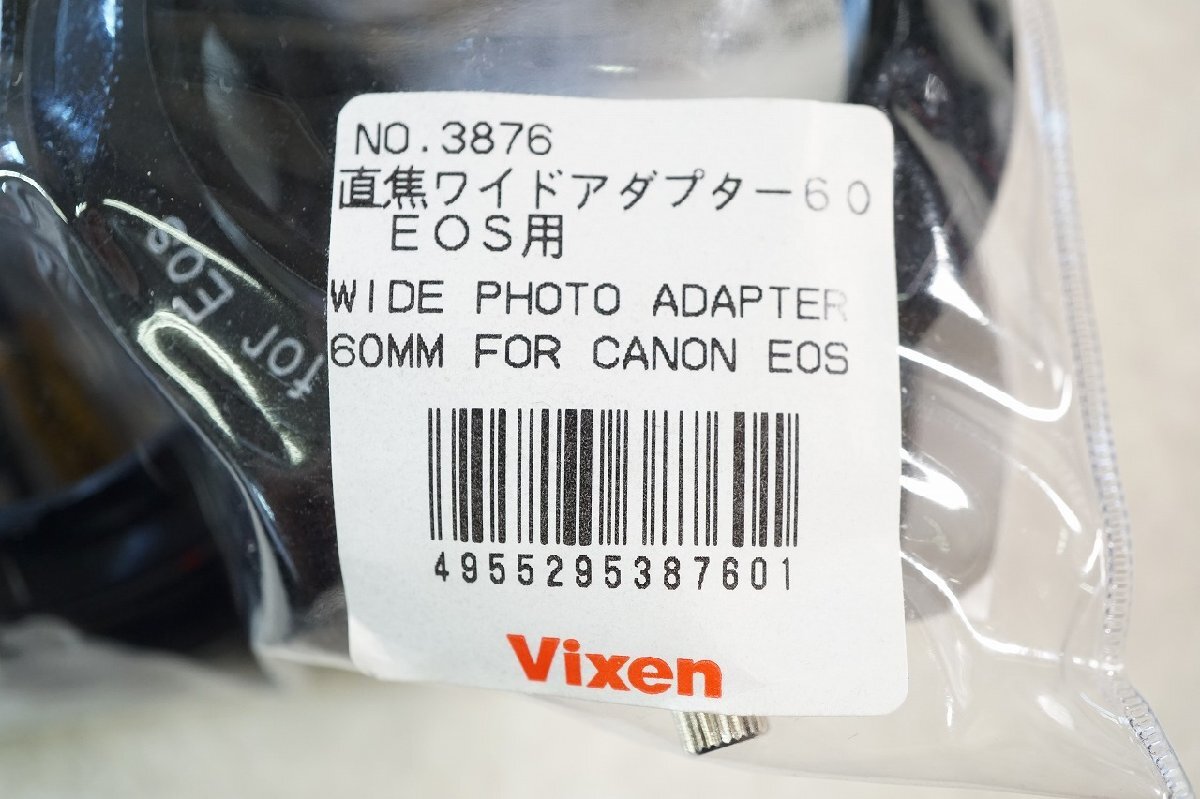 NO.3876
直焦ワイドアダプター６０
ＥＯＳ用
WIDE PHOTO ADAPTER
60MM FOR CANON EOS
4955295387601
Vixen
for EOS